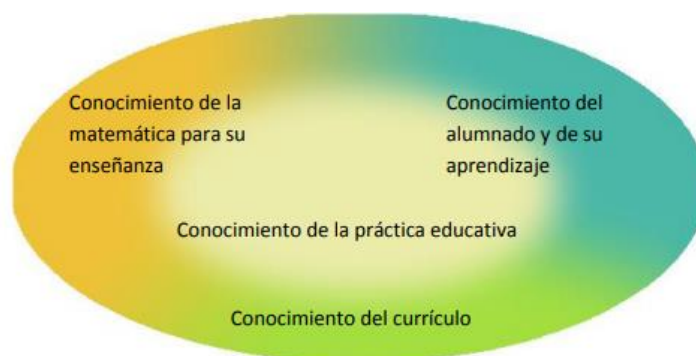 Conocimiento de la
matemática para su
enseñanza
Conocimiento del
alumnado y de su
aprendizaje
Conocimiento de la práctica educativa
Conocimiento del currículo